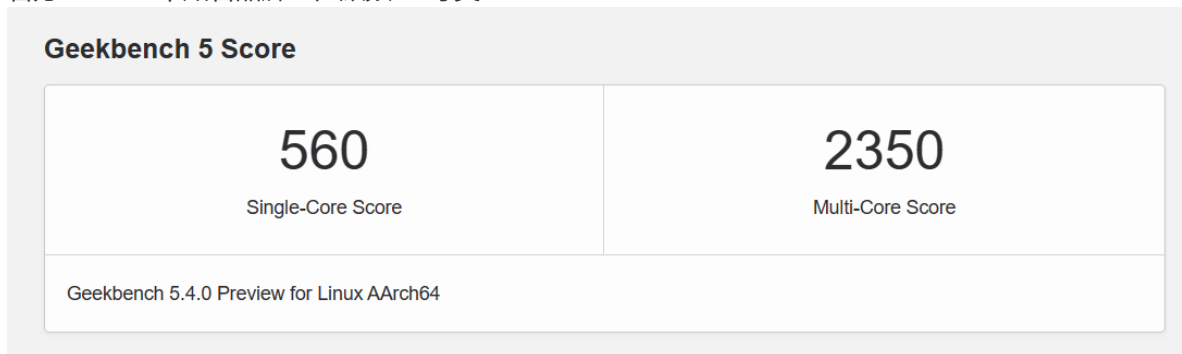 Geekbench 5 Score
560
Single-Core Score
2350
Multi-Core Score
Geekbench 5.4.0 Preview for Linux AArch64